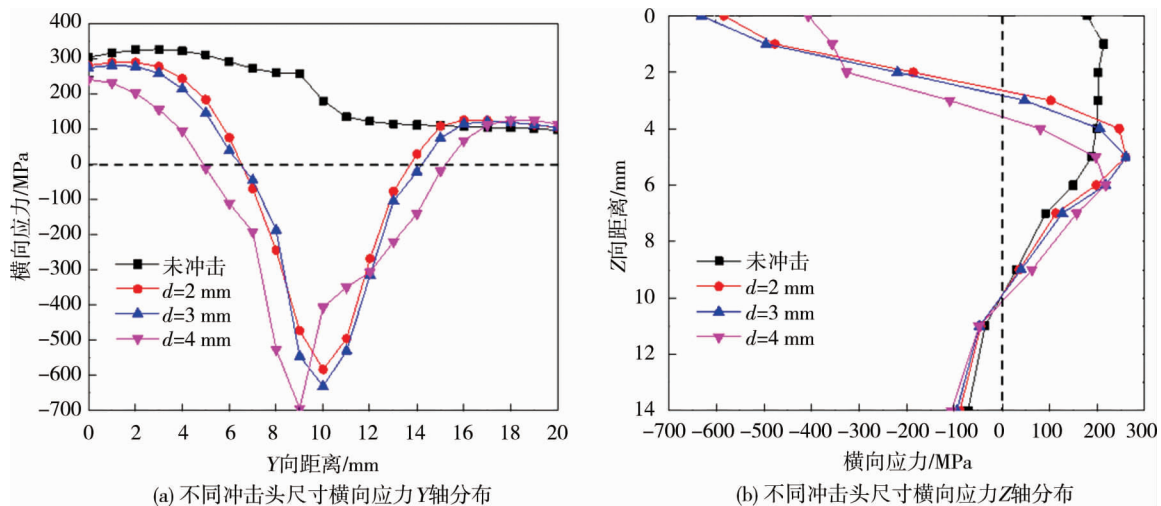 400
300
200
100
0
-100
-200
-300
-400
-500
-600
-700
横向应力/MPa
未冲击
d=2 mm
d=3 mm
d=4 mm
0 2 4 6 8 10 12 14 16 18 20
Y向距离/mm
(a) 不同冲击头尺寸横向应力Y轴分布
0
2
4
6
8
10
12
14
Z向距离/mm
未冲击
d=2 mm
d=3 mm
d=4 mm
-700 -600 -500 -400 -300 -200 -100 0 100 200 300
横向应力/MPa
(b) 不同冲击头尺寸横向应力Z轴分布